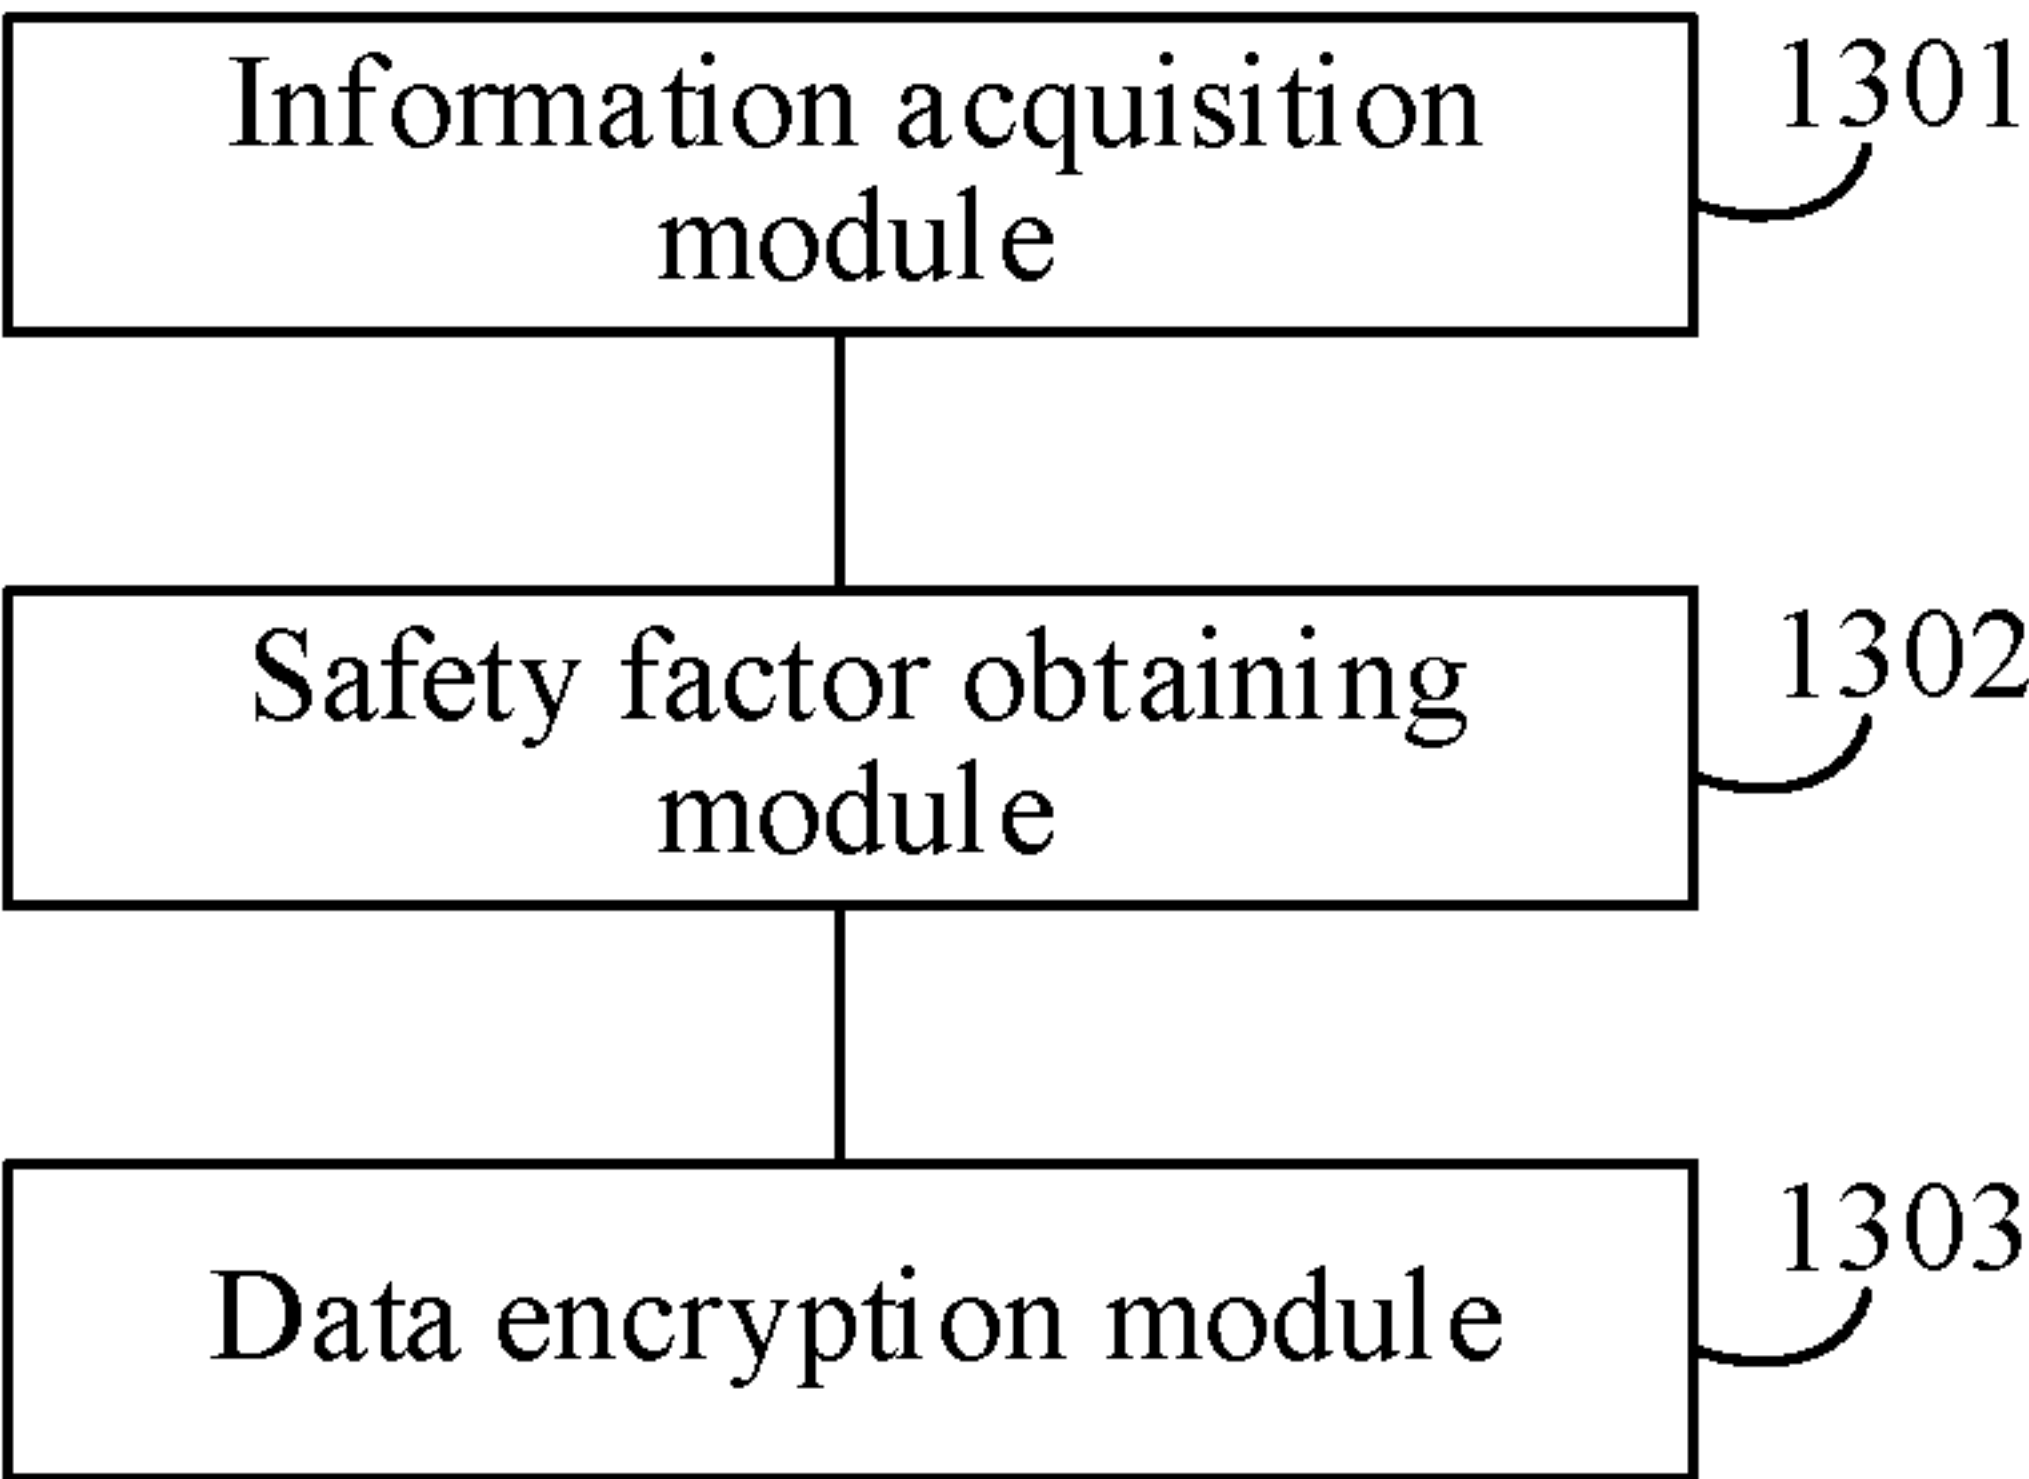 Information acquisition
module
1301
Safety factor obtaining
module
1302
Data encryption module
1303